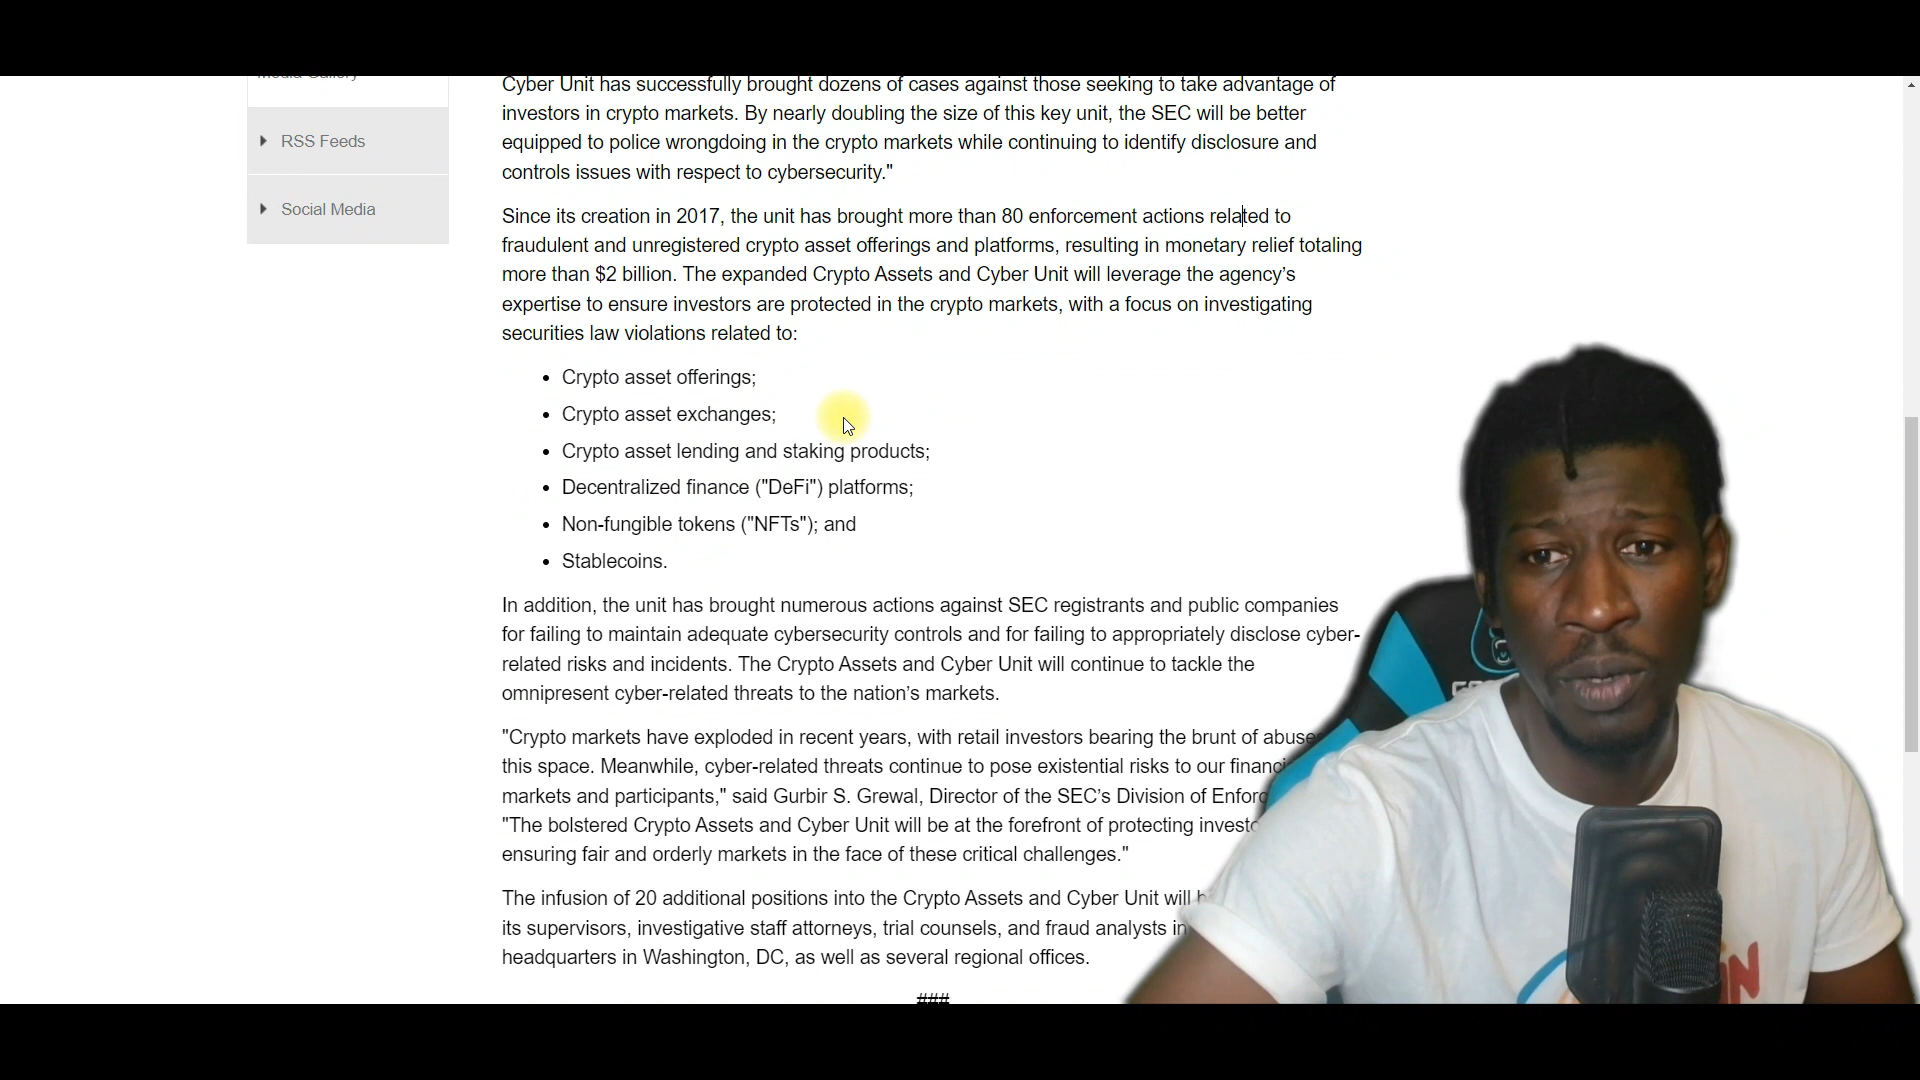 Media Gallery
RSS Feeds
Social Media
Cyber Unit has successfully brought dozens of cases against those seeking to take advantage of
investors in crypto markets. By nearly doubling the size of this key unit, the SEC will be better
equipped to police wrongdoing in the crypto markets while continuing to identify disclosure and
controls issues with respect to cybersecurity."
Since its creation in 2017, the unit has brought more than 80 enforcement actions related to
fraudulent and unregistered crypto asset offerings and platforms, resulting in monetary relief totaling
more than $2 billion. The expanded Crypto Assets and Cyber Unit will leverage the agency's
expertise to ensure investors are protected in the crypto markets, with a focus on investigating
securities law violations related to:
• Crypto asset offerings;
• Crypto asset exchanges;
• Crypto asset lending and staking products;
• Decentralized finance ("DeFi") platforms;
• Non-fungible tokens ("NFTs"); and
• Stablecoins.
In addition, the unit has brought numerous actions against SEC registrants and public companies
for failing to maintain adequate cybersecurity controls and for failing to appropriately disclose cyber-
related risks and incidents. The Crypto Assets and Cyber Unit will continue to tackle the
omnipresent cyber-related threats to the nation's markets.
"Crypto markets have exploded in recent years, with retail investors bearing the brunt of abuse
this space. Meanwhile, cyber-related threats continue to pose existential risks to our financi
markets and participants," said Gurbir S. Grewal, Director of the SEC's Division of Enforc
"The bolstered Crypto Assets and Cyber Unit will be at the forefront of protecting investo
ensuring fair and orderly markets in the face of these critical challenges."
The infusion of 20 additional positions into the Crypto Assets and Cyber Unit will
its supervisors, investigative staff attorneys, trial counsels, and fraud analysts in
headquarters in Washington, DC, as well as several regional offices.
###